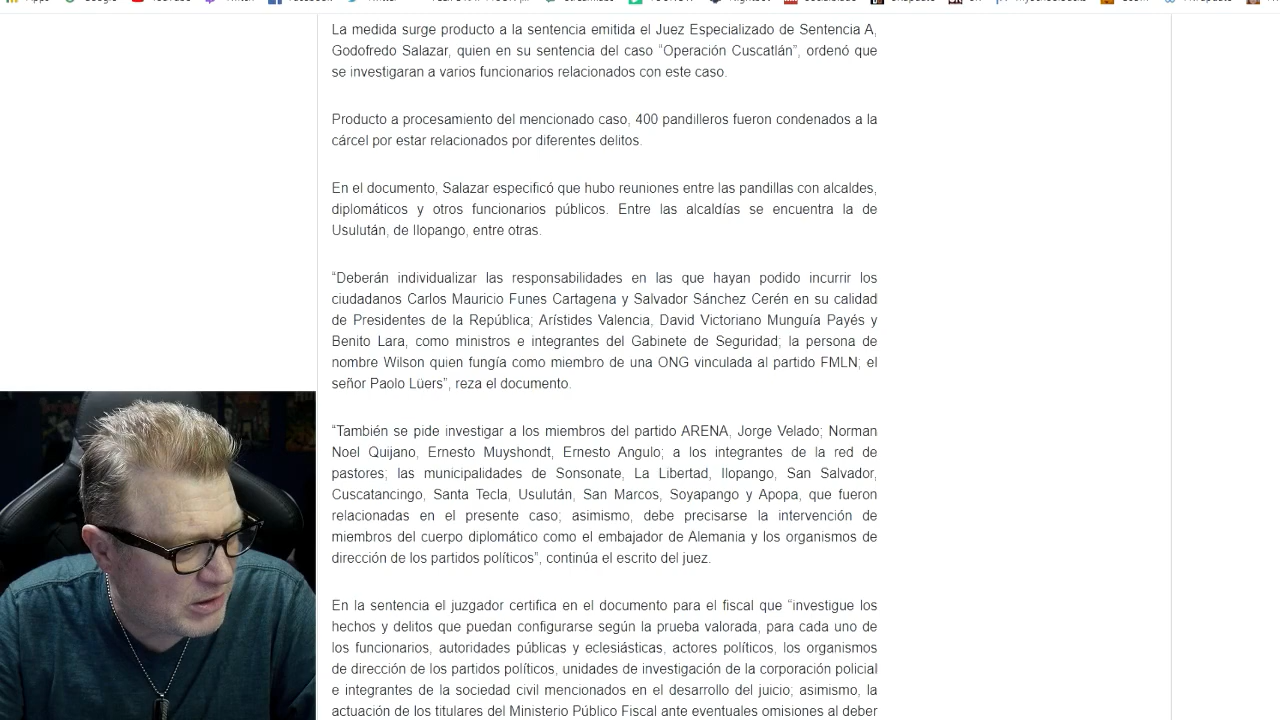 Apps Google YouTube Twitch Facebook Twitter
La medida surge producto a la sentencia emitida el Juez Especializado de Sentencia A,
Godofredo Salazar, quien en su sentencia del caso “Operación Cuscatlán”, ordenó que
se investigaran a varios funcionarios relacionados con este caso.
Producto a procesamiento del mencionado caso, 400 pandilleros fueron condenados a la
cárcel por estar relacionados por diferentes delitos.
En el documento, Salazar especificó que hubo reuniones entre las pandillas con alcaldes,
diplomáticos y otros funcionarios públicos. Entre las alcaldías se encuentra la de
Usulután, de Ilopango, entre otras.
“Deberán individualizar las responsabilidades en las que hayan podido incurrir los
ciudadanos Carlos Mauricio Funes Cartagena y Salvador Sánchez Cerén en su calidad
de Presidentes de la República; Arístides Valencia, David Victoriano Munguía Payés y
Benito Lara, como ministros e integrantes del Gabinete de Seguridad; la persona de
nombre Wilson quien fungía como miembro de una ONG vinculada al partido FMLN; el
señor Paolo Lüers”, reza el documento.
“También se pide investigar a los miembros del partido ARENA, Jorge Velado; Norman
Noel Quijano, Ernesto Muyshondt, Ernesto Angulo; a los integrantes de la red de
pastores; las municipalidades de Sonsonate, La Libertad, Ilopango, San Salvador,
Cuscatancingo, Santa Tecla, Usulután, San Marcos, Soyapango y Apopa, que fueron
relacionadas en el presente caso; asimismo, debe precisarse la intervención de
miembros del cuerpo diplomático como el embajador de Alemania y los organismos de
dirección de los partidos políticos”, continúa el escrito del juez.
En la sentencia el juzgador certifica en el documento para el fiscal que “investigue los
hechos y delitos que puedan configurarse según la prueba valorada, para cada uno de
los funcionarios, autoridades públicas y eclesiásticas, actores políticos, los organismos
de dirección de los partidos políticos, unidades de investigación de la corporación policial
e integrantes de la sociedad civil mencionados en el desarrollo del juicio; asimismo, la
actuación de los titulares del Ministerio Público Fiscal ante eventuales omisiones al deber